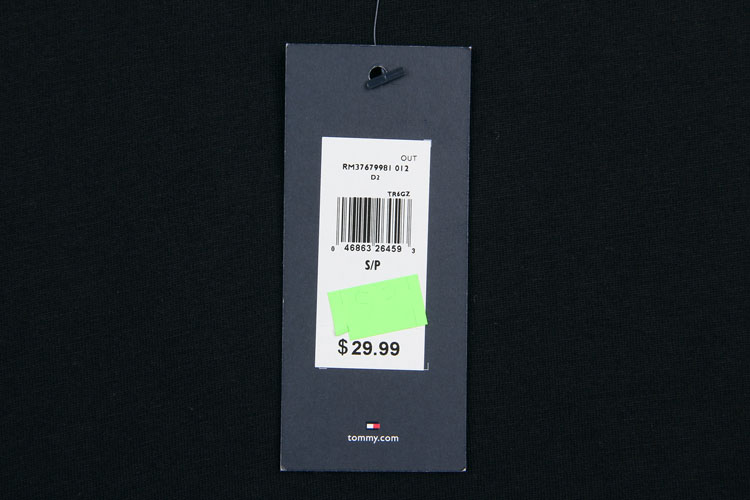 OUT
RM37679981 012
D2
TR6GZ
0 46863 26459 3
S/P
$29.99
tommy.com